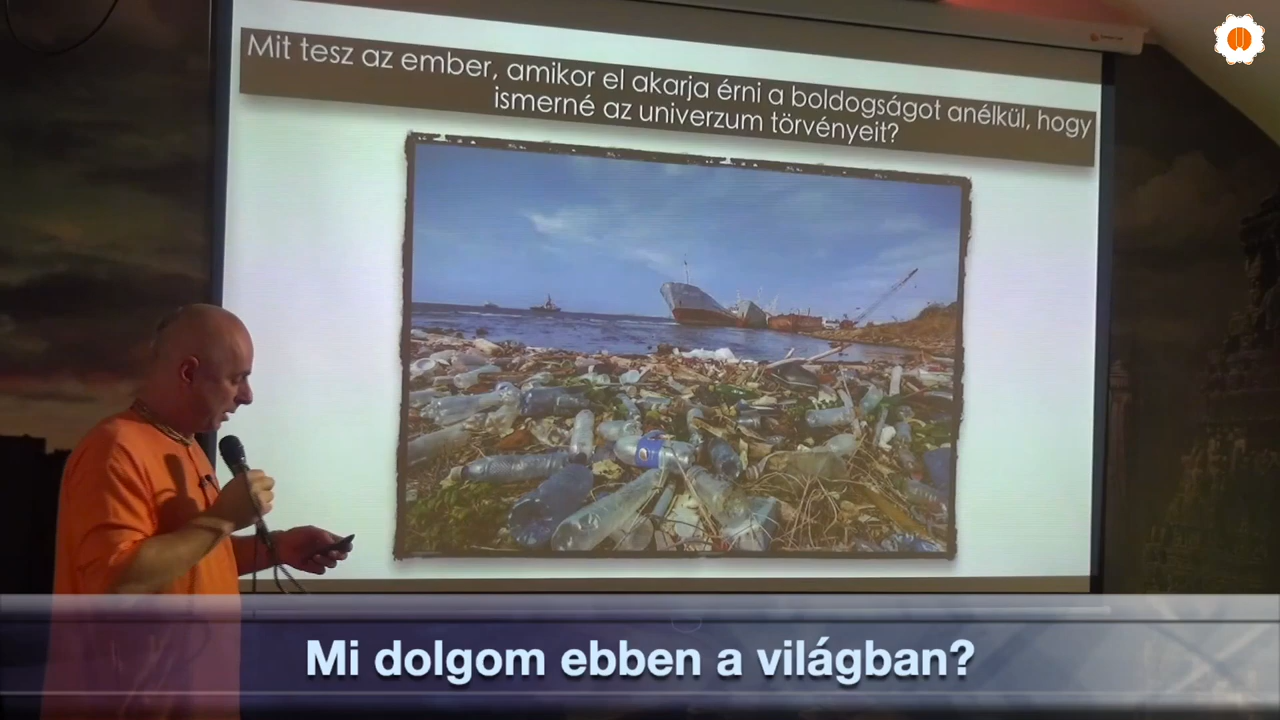 Mit tesz az ember, amikor el akarja érni a boldogságot anélkül, hogy
ismerné az univerzum törvényeit?
Mi dolgom ebben a világban?